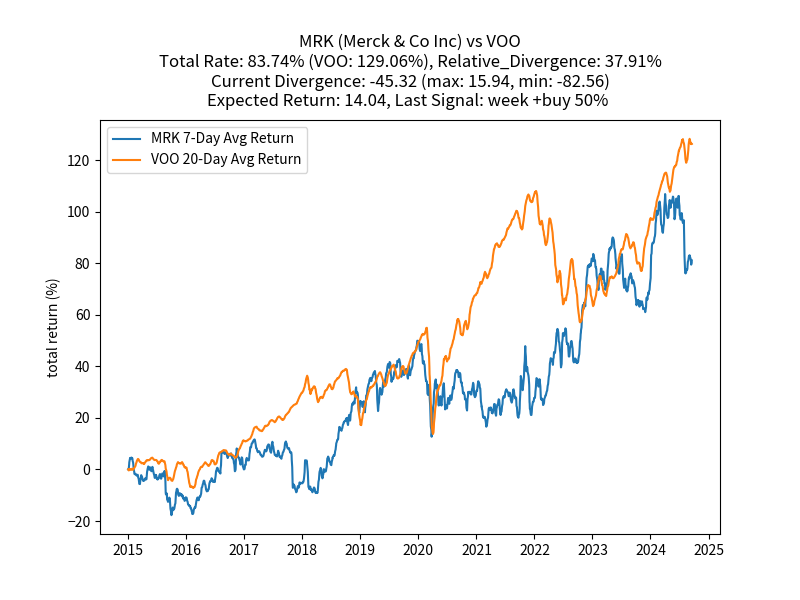 MRK (Merck & Co Inc) vs VOO
Total Rate: 83.74% (VOO: 129.06%), Relative_Divergence: 37.91%
Current Divergence: -45.32 (max: 15.94, min: -82.56)
Expected Return: 14.04, Last Signal: week +buy 50%
MRK 7-Day Avg Return
VOO 20-Day Avg Return
total return (%)
120
100
80
60
40
20
0
−20
2015 2016 2017 2018 2019 2020 2021 2022 2023 2024 2025